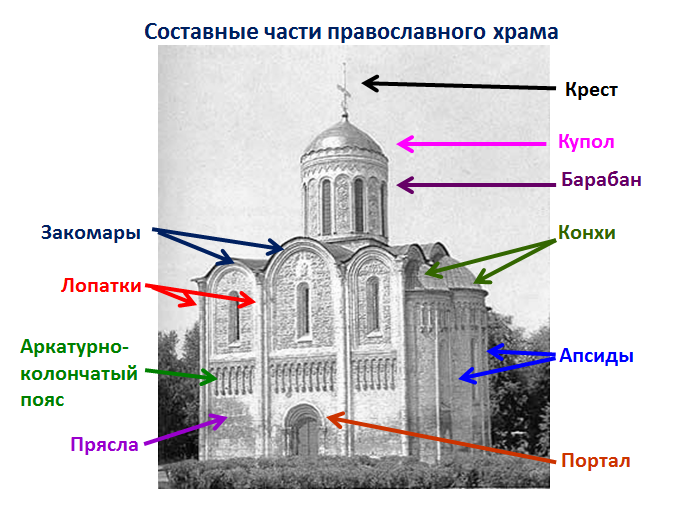 Составные части православного храма
Крест
Купол
Барабан
Закомары
Конхи
Лопатки
Аркатурно-
колончатый
пояс
Апсиды
Прясла
Портал